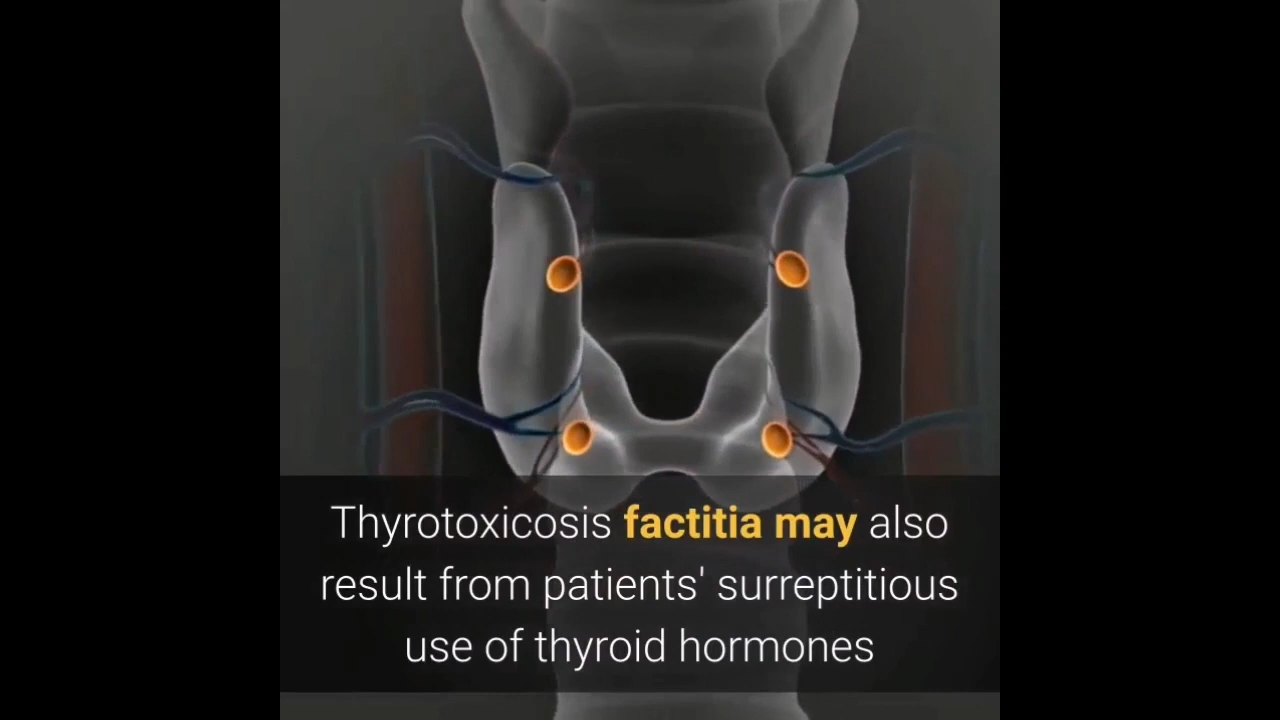 Thyrotoxicosis factitia may also
result from patients' surreptitious
use of thyroid hormones